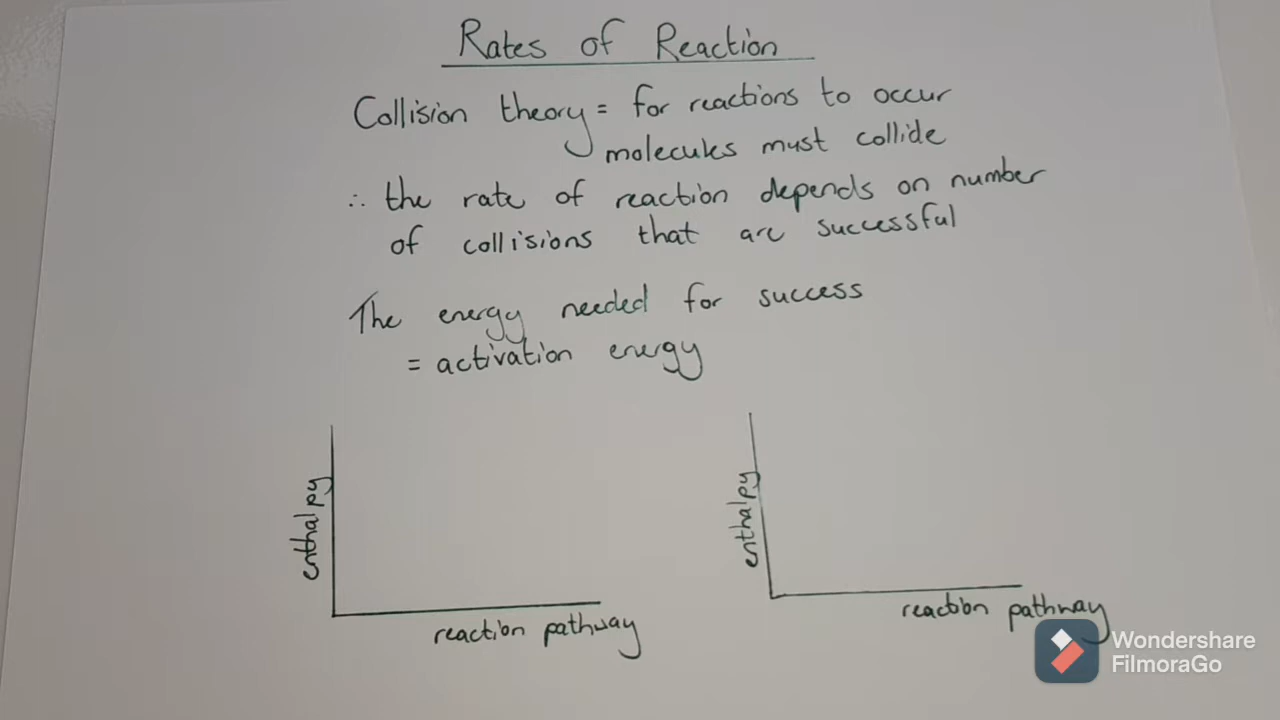 Rates of Reaction
Collision theory = for reactions to occur
molecules must collide
∴ the rate of reaction depends on number
of collisions that are successful
The energy needed for success
= activation energy
enthalpy
reaction pathway
enthalpy
reaction pathway
Wondershare
FilmoraGo